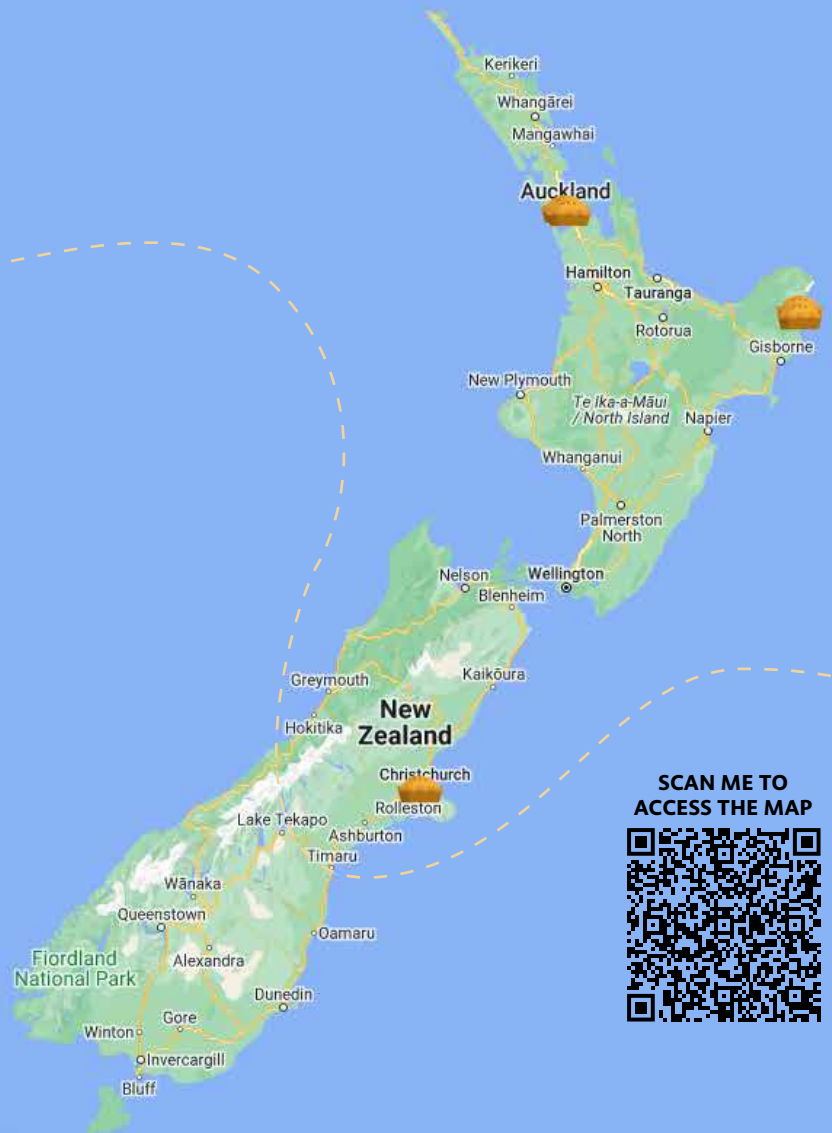 Kerikeri
Whangārei
Mangawhai
Auckland
Hamilton
Tauranga
Rotorua
Gisborne
New Plymouth
Te Ika-a-Māui
/ North Island
Napier
Whanganui
Palmerston
North
Nelson
Wellington
Blenheim
Greymouth
Kaikōura
New
Zealand
Hokitika
Christchurch
Rolleston
Lake Tekapo
Ashburton
Timaru
SCAN ME TO
ACCESS THE MAP
Wānaka
Queenstown
Oamaru
Alexandra
Fiordland
National Park
Dunedin
Gore
Winton
Invercargill
Bluff